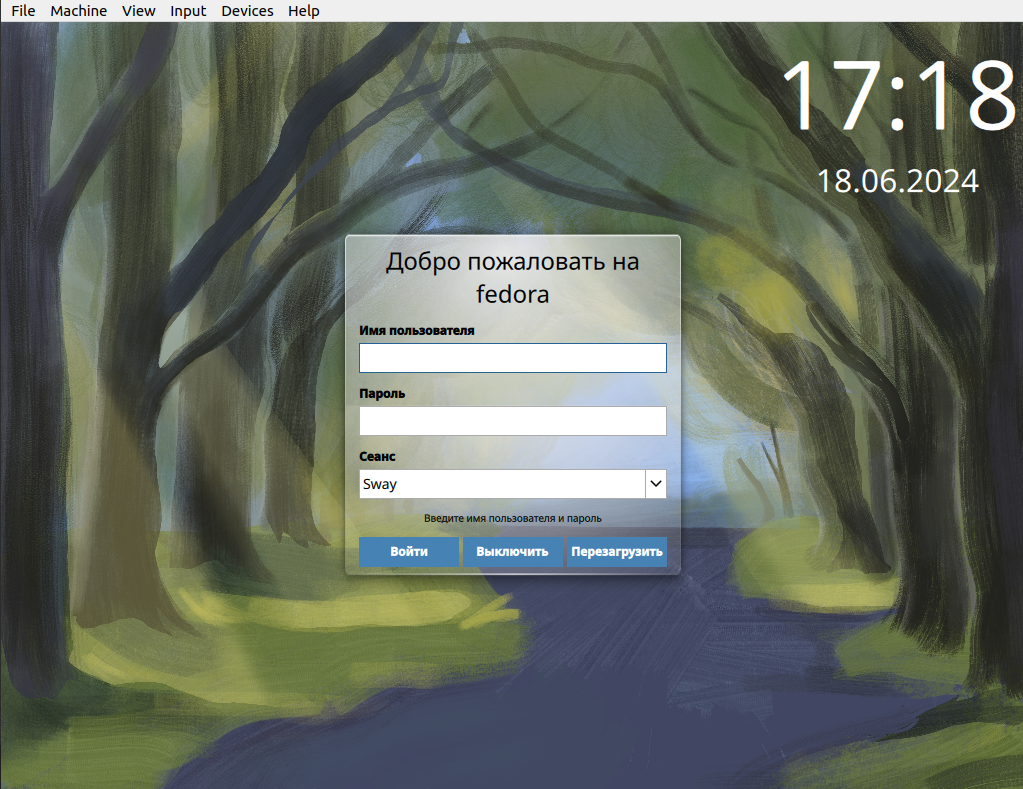 File Machine View Input Devices Help
17:18
18.06.2024
Добро пожаловать на
fedora
Имя пользователя
Пароль
Сеанс
Sway
Введите имя пользователя и пароль
Войти Выключить Перезагрузить